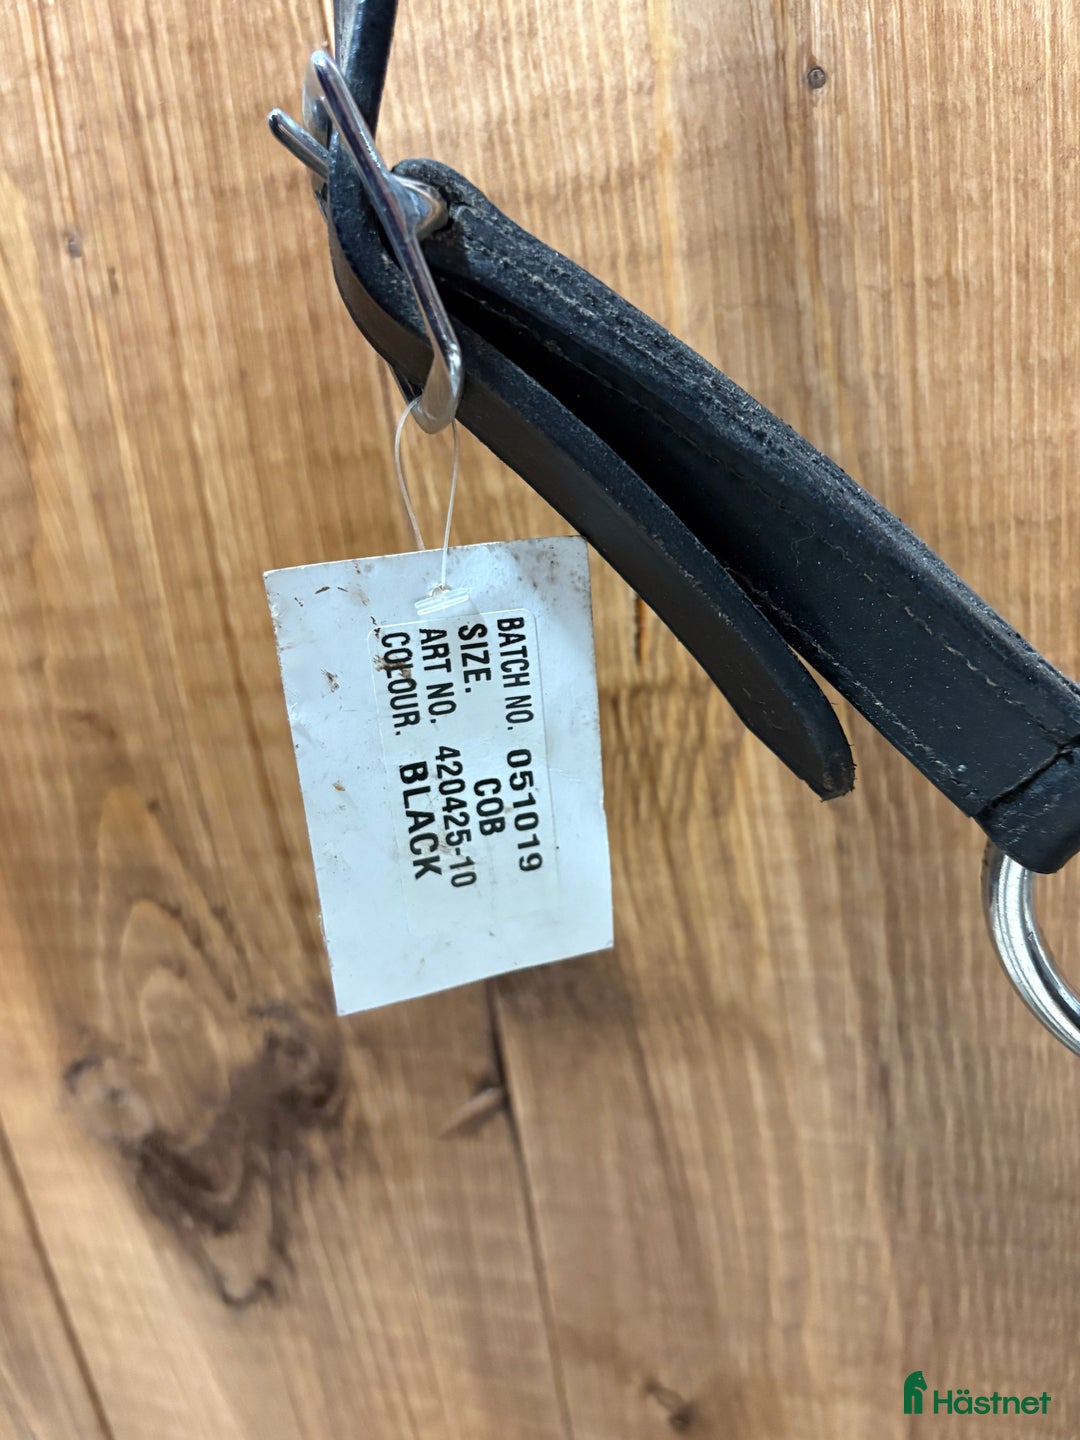 BATCH NO. 051019
SIZE. COB
ART NO. 420425-10
COLOUR. BLACK
Hästnet